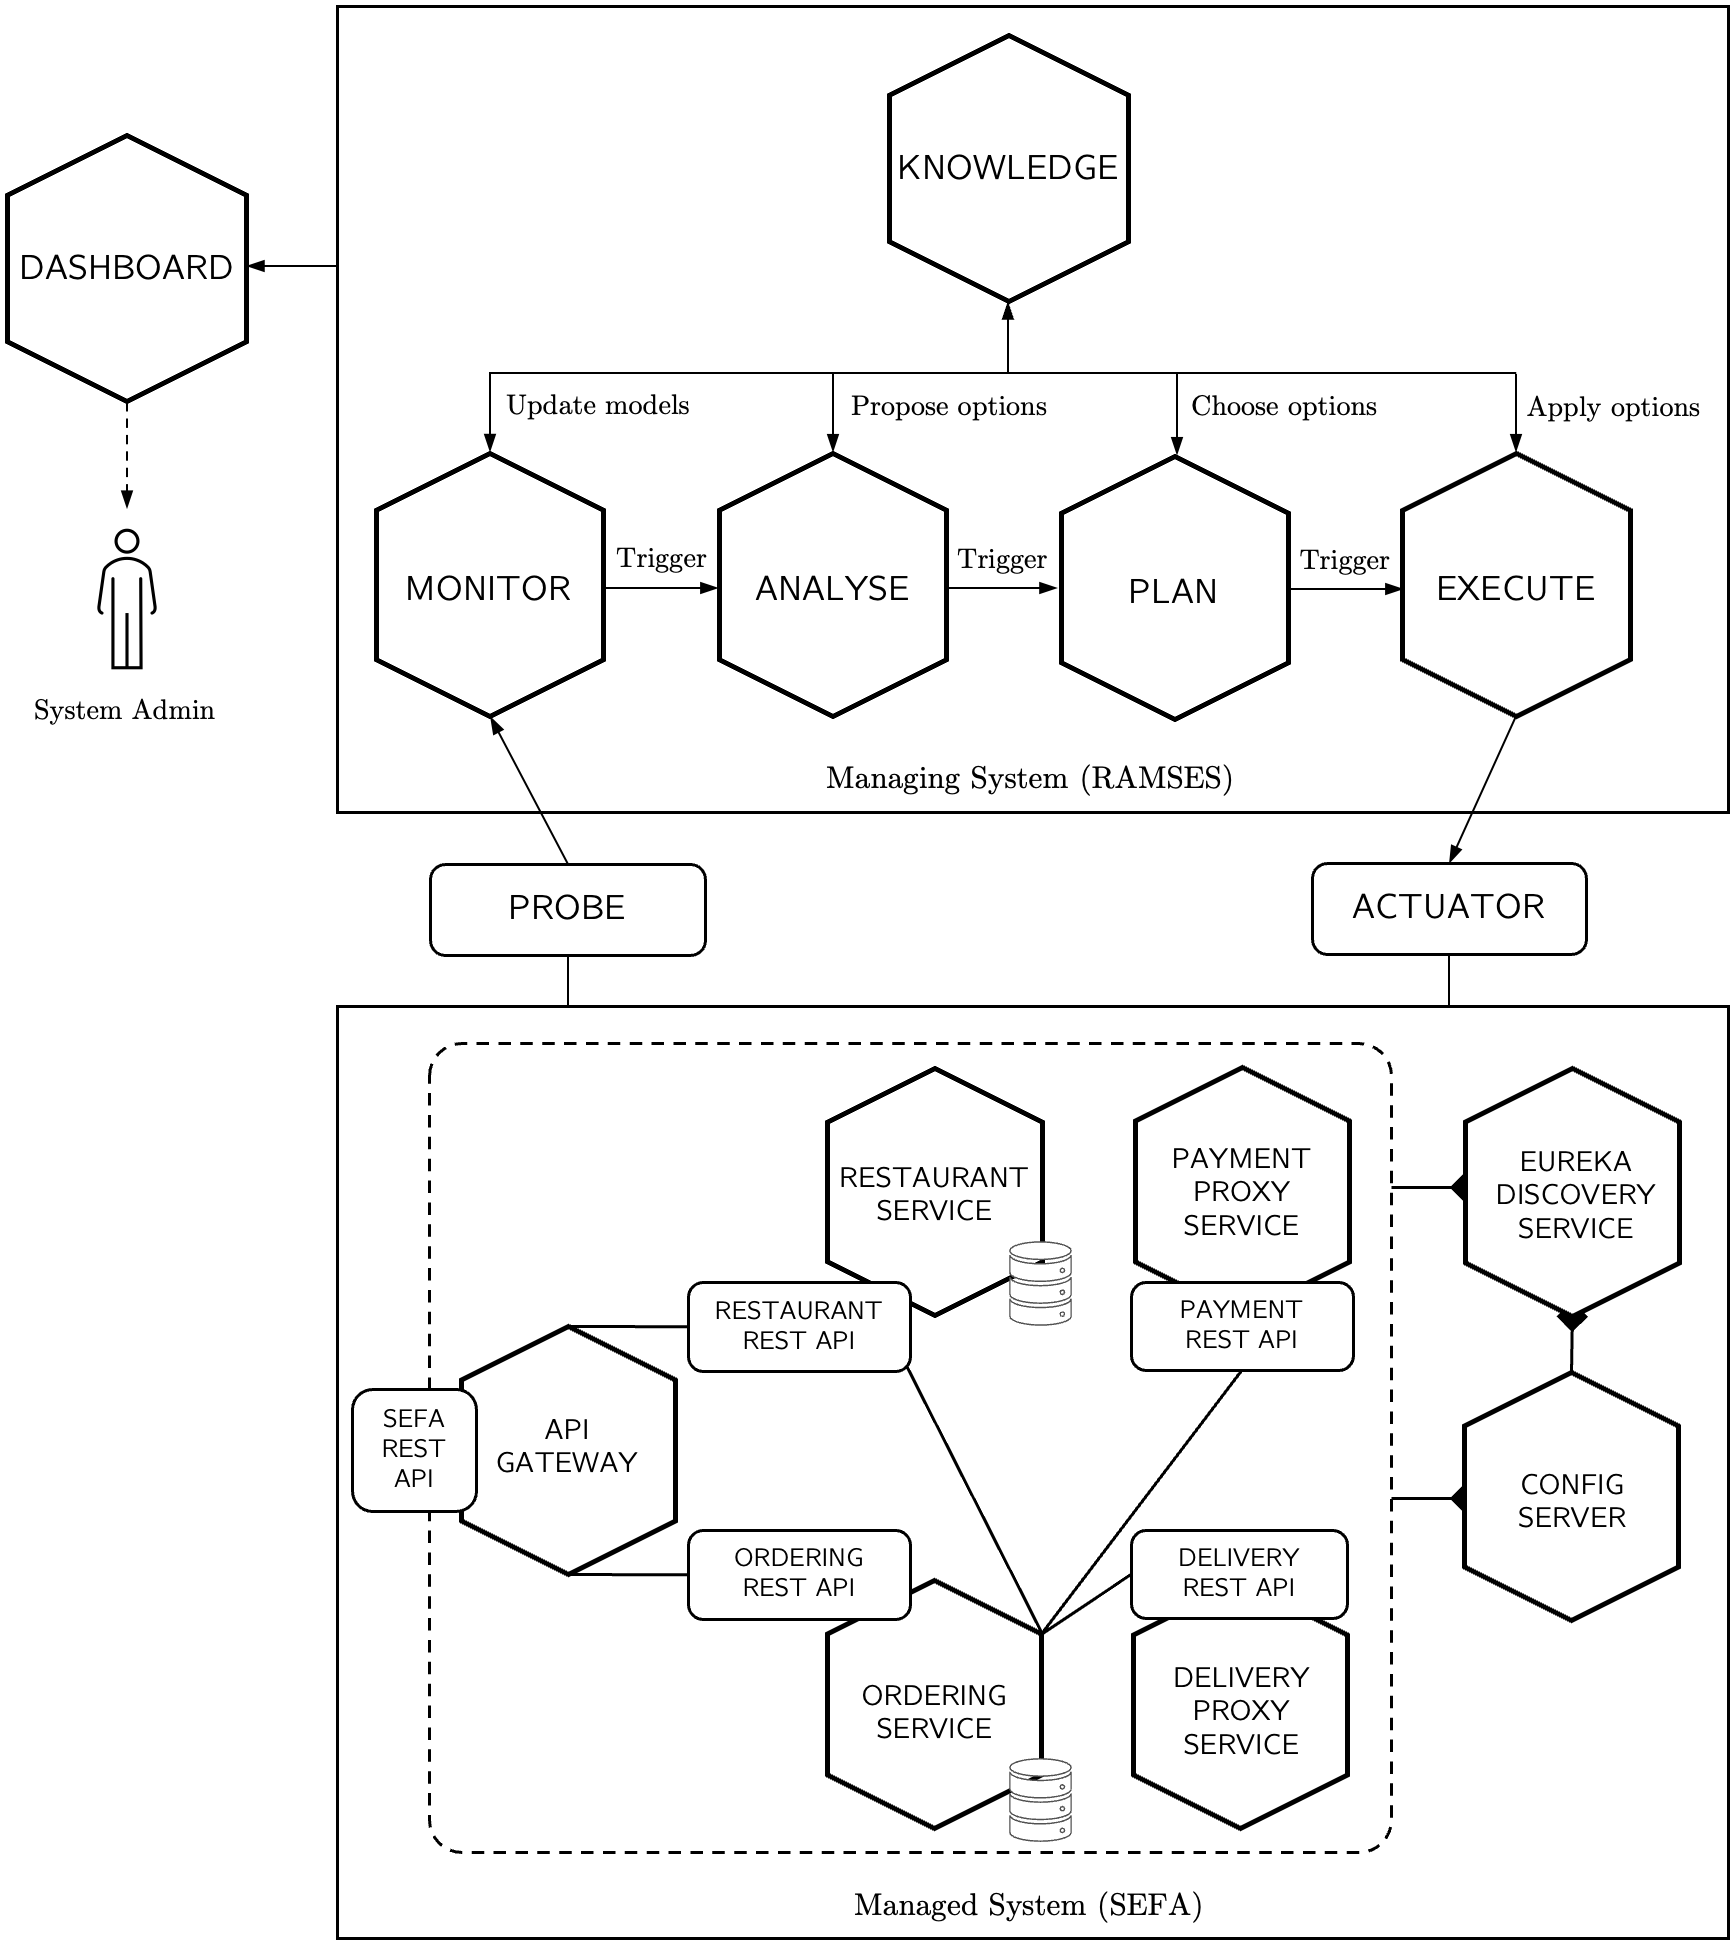 KNOWLEDGE
DASHBOARD
Update models
Propose options
Choose options
Apply options
MONITOR
Trigger
ANALYSE
Trigger
PLAN
Trigger
EXECUTE
System Admin
Managing System (RAMSES)
PROBE
ACTUATOR
RESTAURANT
SERVICE
PAYMENT
PROXY
SERVICE
EUREKA
DISCOVERY
SERVICE
RESTAURANT
REST API
PAYMENT
REST API
SEFA
REST
API
API
GATEWAY
CONFIG
SERVER
ORDERING
REST API
DELIVERY
REST API
ORDERING
SERVICE
DELIVERY
PROXY
SERVICE
Managed System (SEFA)